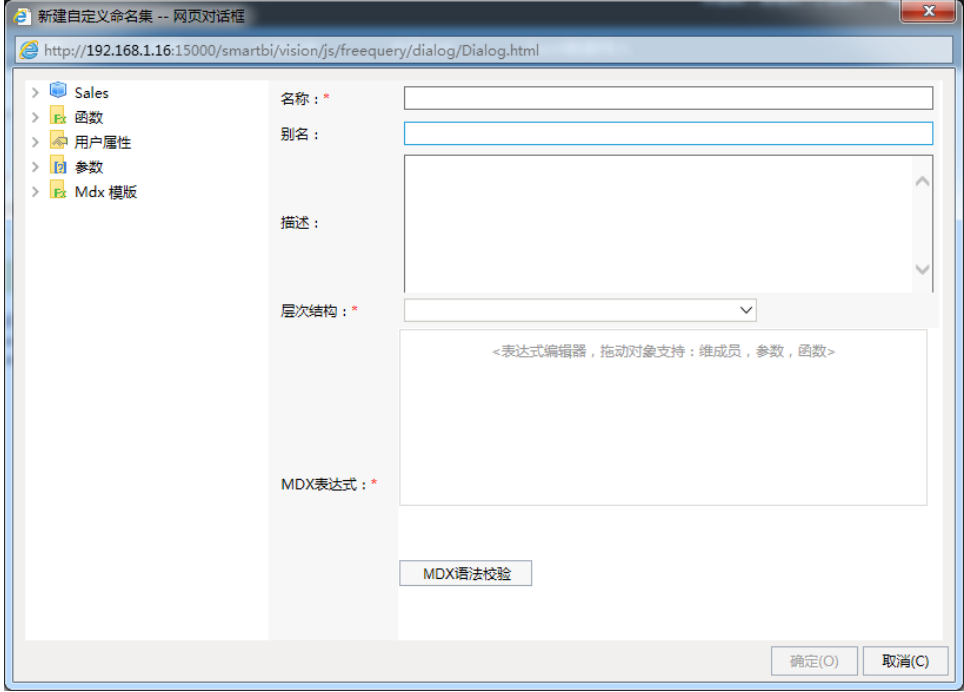 新建自定义命名集 -- 网页对话框
http://192.168.1.16:15000/smartbi/vision/js/freequery/dialog/Dialog.html
Sales
函数
用户属性
参数
Mdx 模版
名称：*
别名：
描述：
层次结构：*
<表达式编辑器，拖动对象支持：维成员，参数，函数>
MDX表达式：*
MDX语法校验
确定(O)
取消(C)